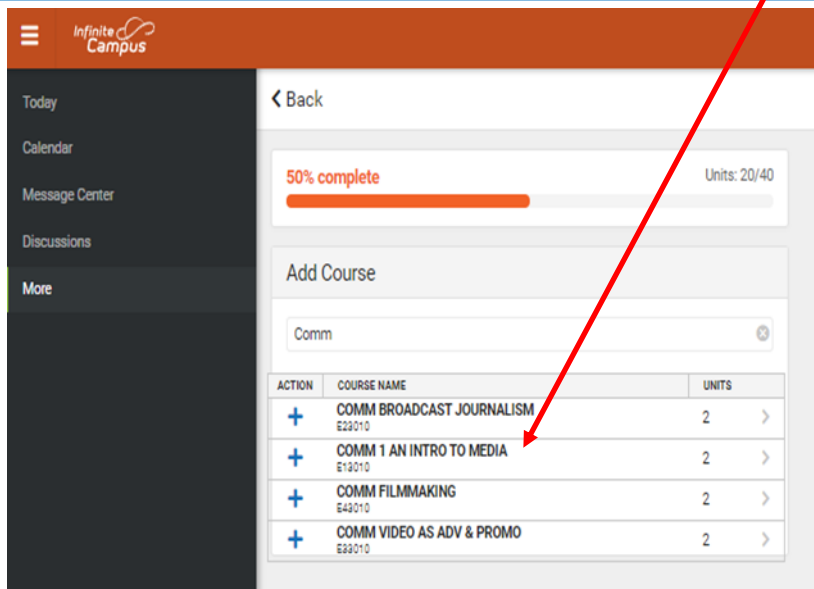 Infinite
Campus
Today
Calendar
Message Center
Discussions
More
Back
50% complete Units: 20/40
Add Course
Comm
ACTION COURSE NAME UNITS
COMM BROADCAST JOURNALISM 2
E23010
COMM 1 AN INTRO TO MEDIA 2
E13010
COMM FILMMAKING 2
E43010
COMM VIDEO AS ADV & PROMO 2
E33010